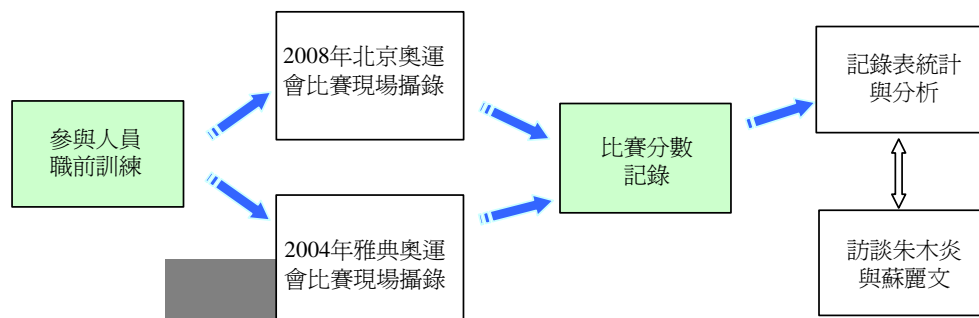 參與人員
職前訓練
2008年北京奧運
會比賽現場攝錄
2004年雅典奧運
會比賽現場攝錄
比賽分數
記錄
記錄表統計
與分析
訪談朱木炎
與蘇麗文